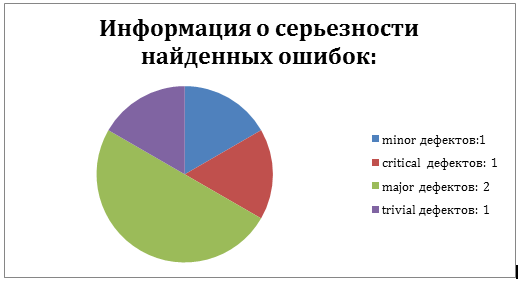 Информация о серьезности
найденных ошибок:
minor дефектов:1
critical дефектов: 1
major дефектов: 2
trivial дефектов: 1